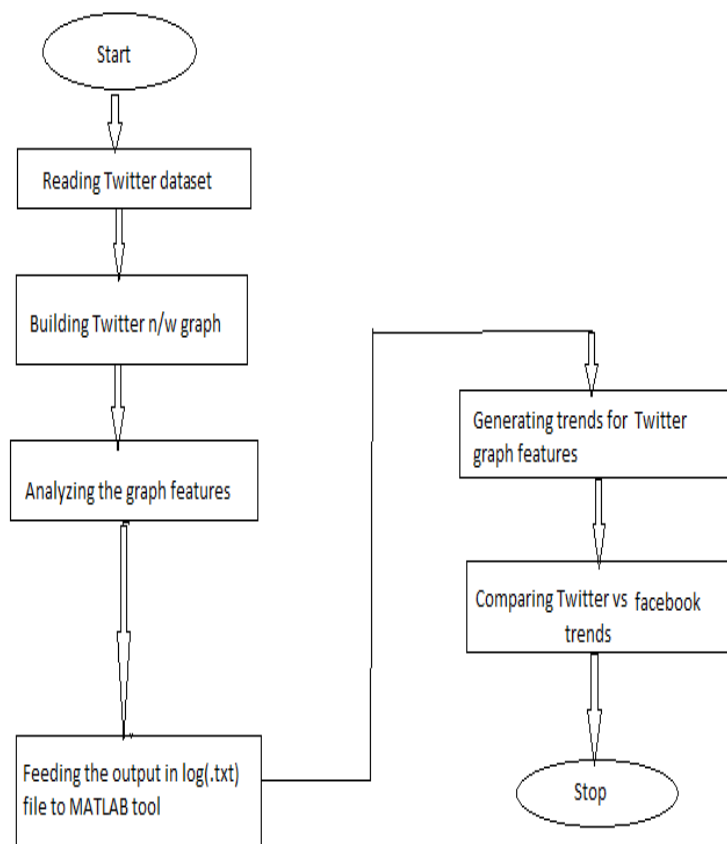 Start
Reading Twitter dataset
Building Twitter n/w graph
Analyzing the graph features
Feeding the output in log(.txt)
file to MATLAB tool
Generating trends for Twitter
graph features
Comparing Twitter vs facebook
trends
Stop